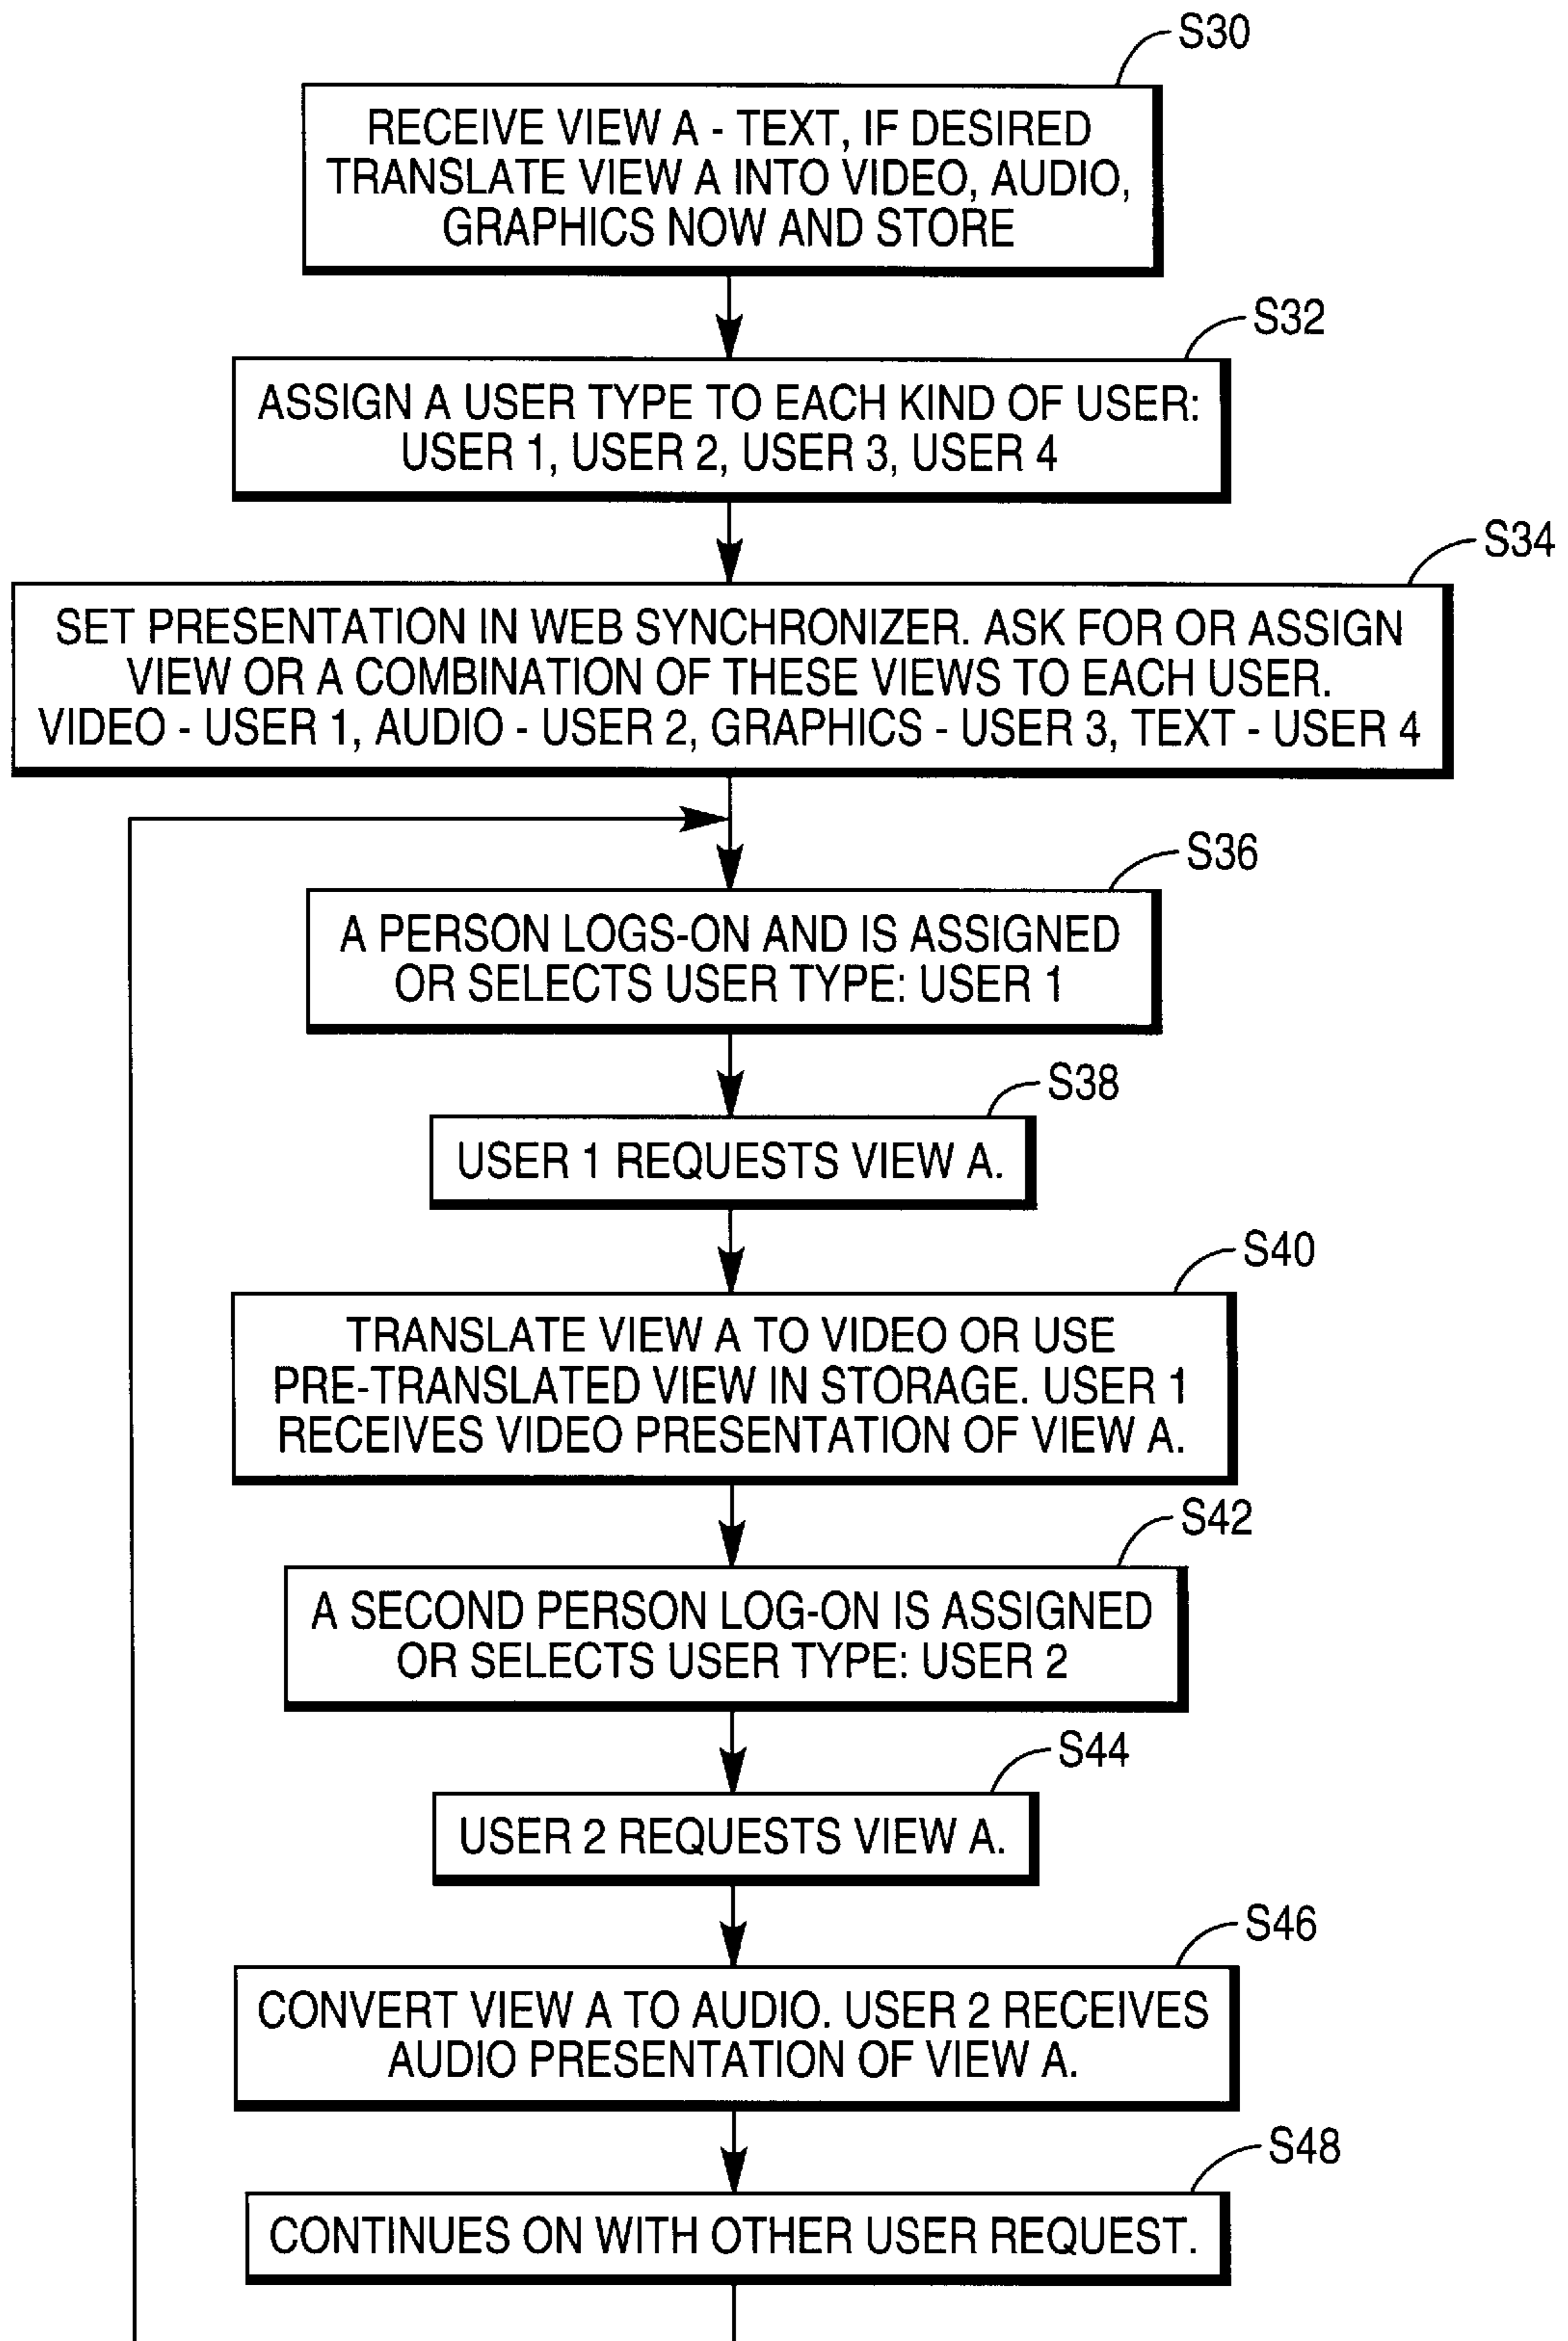 S30
RECEIVE VIEW A - TEXT, IF DESIRED
TRANSLATE VIEW A INTO VIDEO, AUDIO,
GRAPHICS NOW AND STORE
S32
ASSIGN A USER TYPE TO EACH KIND OF USER:
USER 1, USER 2, USER 3, USER 4
S34
SET PRESENTATION IN WEB SYNCHRONIZER. ASK FOR OR ASSIGN
VIEW OR A COMBINATION OF THESE VIEWS TO EACH USER.
VIDEO - USER 1, AUDIO - USER 2, GRAPHICS - USER 3, TEXT - USER 4
S36
A PERSON LOGS-ON AND IS ASSIGNED
OR SELECTS USER TYPE: USER 1
S38
USER 1 REQUESTS VIEW A.
S40
TRANSLATE VIEW A TO VIDEO OR USE
PRE-TRANSLATED VIEW IN STORAGE. USER 1
RECEIVES VIDEO PRESENTATION OF VIEW A.
S42
A SECOND PERSON LOG-ON IS ASSIGNED
OR SELECTS USER TYPE: USER 2
S44
USER 2 REQUESTS VIEW A.
S46
CONVERT VIEW A TO AUDIO. USER 2 RECEIVES
AUDIO PRESENTATION OF VIEW A.
S48
CONTINUES ON WITH OTHER USER REQUEST.